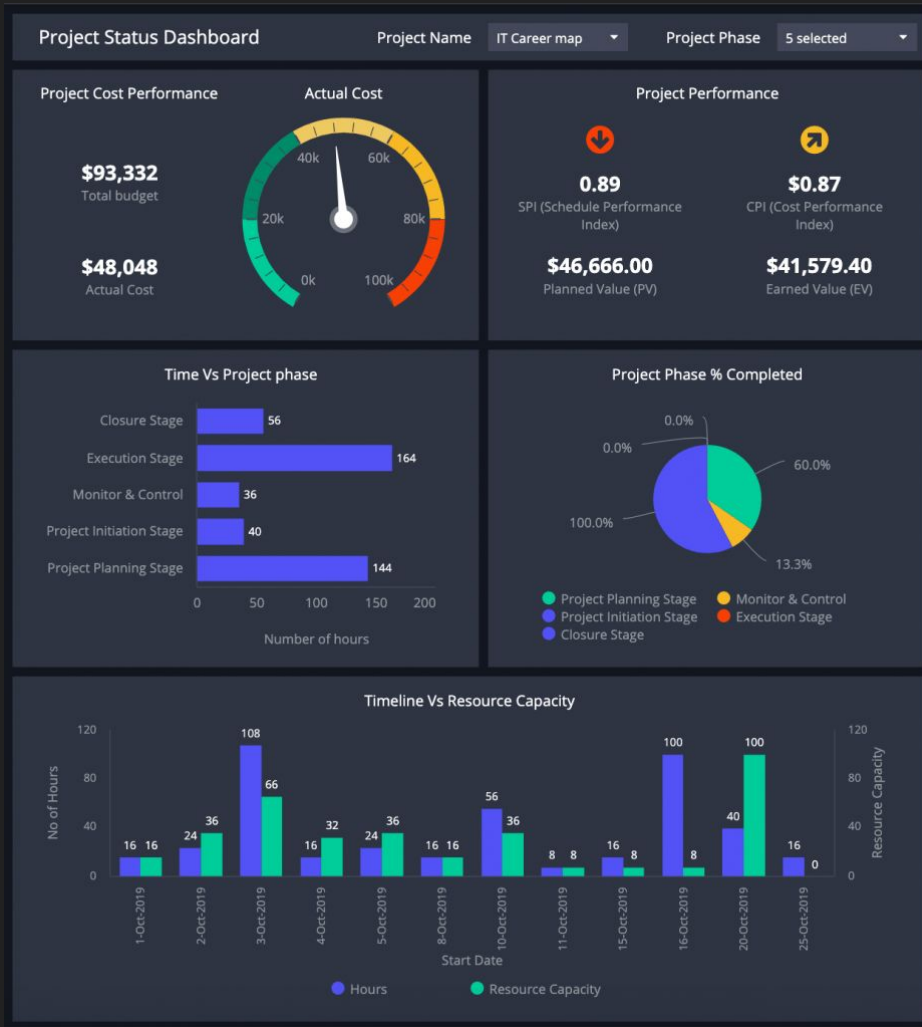 Project Status Dashboard
Project Name
IT Career map
Project Phase
5 selected
Project Cost Performance
$93,332
Total budget
$48,048
Actual Cost
Actual Cost
0k
20k
40k
60k
80k
100k
Project Performance
0.89
SPI (Schedule Performance
Index)
$0.87
CPI (Cost Performance
Index)
$46,666.00
Planned Value (PV)
$41,579.40
Earned Value (EV)
Time Vs Project phase
Closure Stage 56
Execution Stage 164
Monitor & Control 36
Project Initiation Stage 40
Project Planning Stage 144
0 50 100 150 200
Number of hours
Project Phase % Completed
0.0%
0.0%
60.0%
100.0%
13.3%
Project Planning Stage
Monitor & Control
Project Initiation Stage
Execution Stage
Closure Stage
Timeline Vs Resource Capacity
No of Hours
120
80
40
0
16 16
24 36
108 66
16 32
24 36
16 16
56 36
8 8
16 8
100 8
40 100
16 0
120
80
40
0
Resource Capacity
1-Oct-2019
2-Oct-2019
3-Oct-2019
4-Oct-2019
5-Oct-2019
8-Oct-2019
10-Oct-2019
11-Oct-2019
15-Oct-2019
16-Oct-2019
20-Oct-2019
25-Oct-2019
Start Date
Hours
Resource Capacity